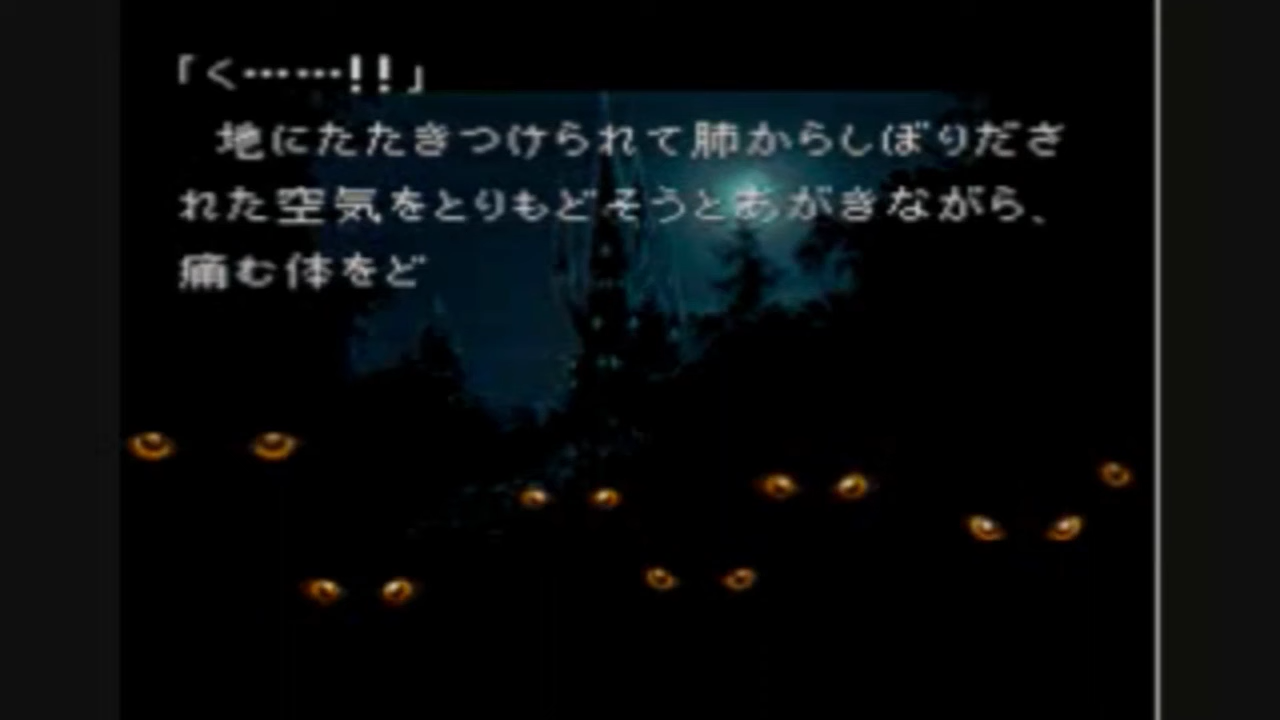 「く……!!」
　地にたたきつけられて肺からしぼりださ
れた空気をとりもどそうとあがきながら、
痛む体をど